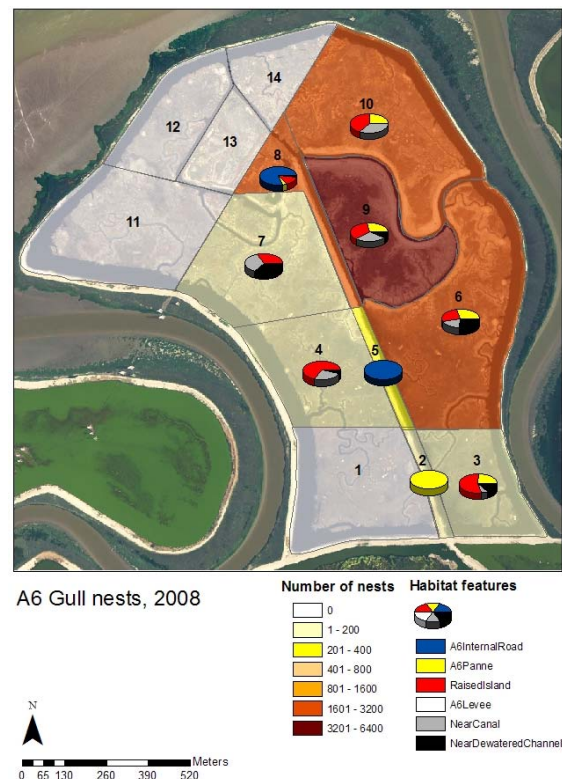 14
10
12
13
8
11
9
7
6
4
5
1
2
3
A6 Gull nests, 2008
Number of nests
0
1 - 200
201 - 400
401 - 800
801 - 1600
1601 - 3200
3201 - 6400
Habitat features
A6InternalRoad
A6Panne
RaisedIsland
A6Levee
NearCanal
NearDewateredChannel
N
Meters
0 65 130 260 390 520